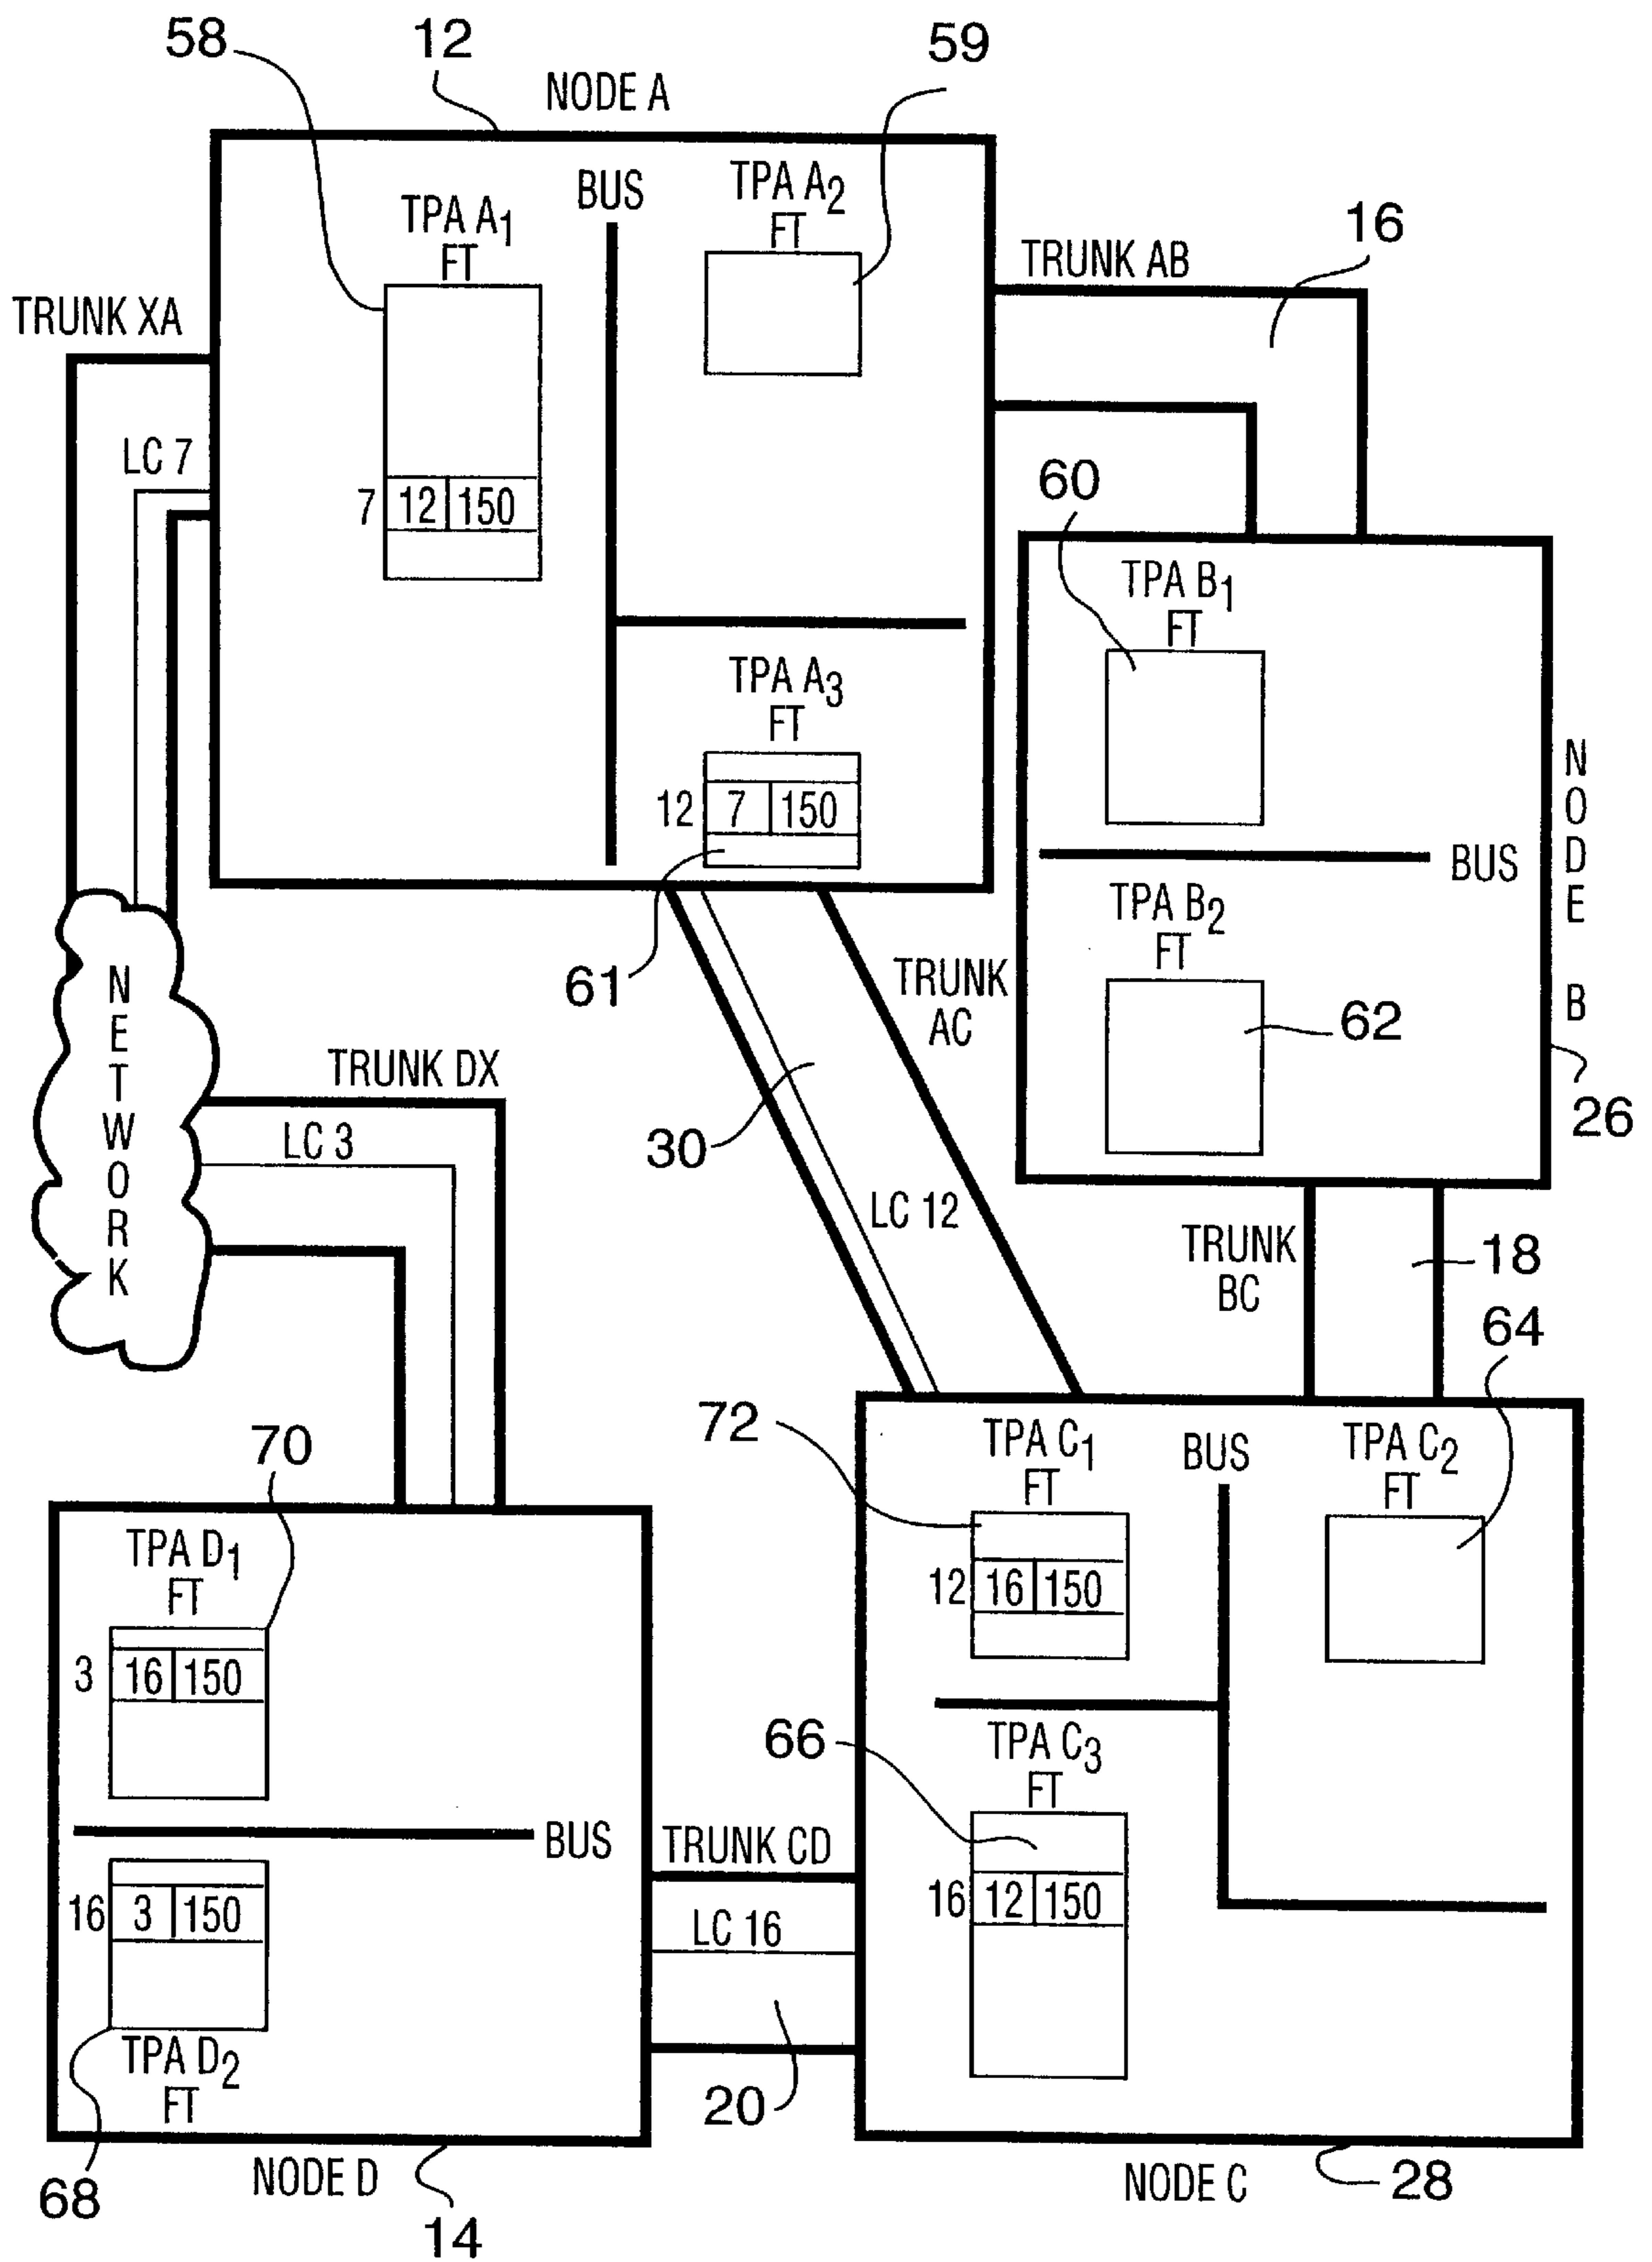 58
12
59
NODE A
TPA A1
FT
BUS
TPA A2
FT
16
TRUNK AB
TRUNK XA
LC 7
7 12 150
60
TPA B1
FT
TPA A3
FT
12 7 150
NODE B
BUS
TPA B2
FT
61
TRUNK
AC
62
NETWORK
TRUNK DX
26
30
LC 3
LC 12
TRUNK
BC
18
64
72
TPA C1
FT
BUS
TPA C2
FT
70
TPA D1
FT
12 16 150
3 16 150
66
TPA C3
FT
BUS
TRUNK CD
16 3 150
16 12 150
LC 16
TPA D2
FT
20
68
NODE D
14
NODE C
28